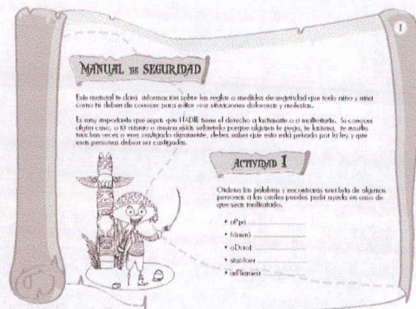 1
MANUAL DE SEGURIDAD
Este manual te dará información sobre las reglas o medidas de seguridad que todo niño y niña
como tú deben de conocer para evitar vivir situaciones dolorosas y molestas.
Es muy importante que sepas que NADIE tiene el derecho a lastimarte o a maltratarte. Si conoces
algún caso, o tú mismo o misma estás sufriendo porque alguien te pega, te lastima, te insulta
muchas veces o eres castigado duramente, debes saber que esto está penado por la ley y que
esas personas deben ser castigadas.
ACTIVIDAD 1
Ordena las palabras y encontrarás una lista de algunas
personas a las cuales puedes pedir ayuda en caso de
que seas maltratado.
• aPpá